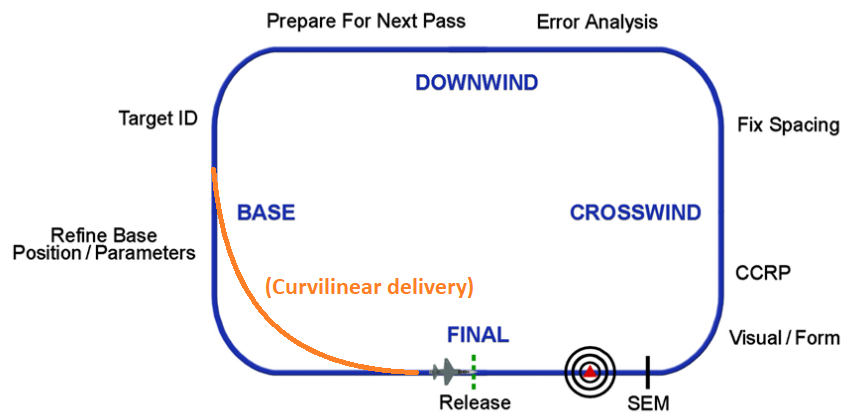 Prepare For Next Pass
Error Analysis
DOWNWIND
Target ID
Fix Spacing
BASE
CROSSWIND
Refine Base
Position / Parameters
CCRP
(Curvilinear delivery)
FINAL
Visual / Form
Release
SEM